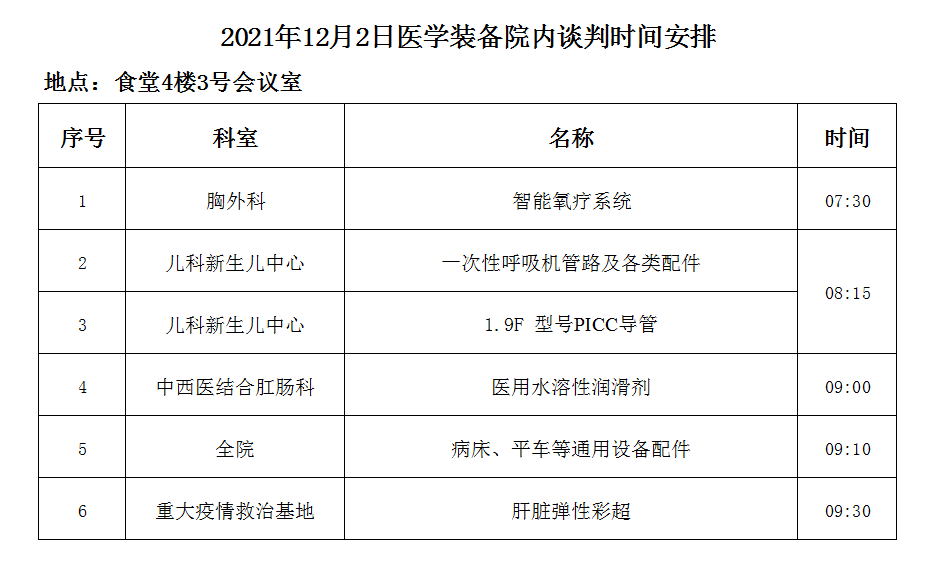 2021年12月2日医学装备院内谈判时间安排
地点：食堂4楼3号会议室
序号 科室 名称 时间
1 胸外科 智能氧疗系统 07:30
2 儿科新生儿中心 一次性呼吸机管路及各类配件 08:15
3 儿科新生儿中心 1.9F 型号PICC导管
4 中西医结合肛肠科 医用水溶性润滑剂 09:00
5 全院 病床、平车等通用设备配件 09:10
6 重大疫情救治基地 肝脏弹性彩超 09:30